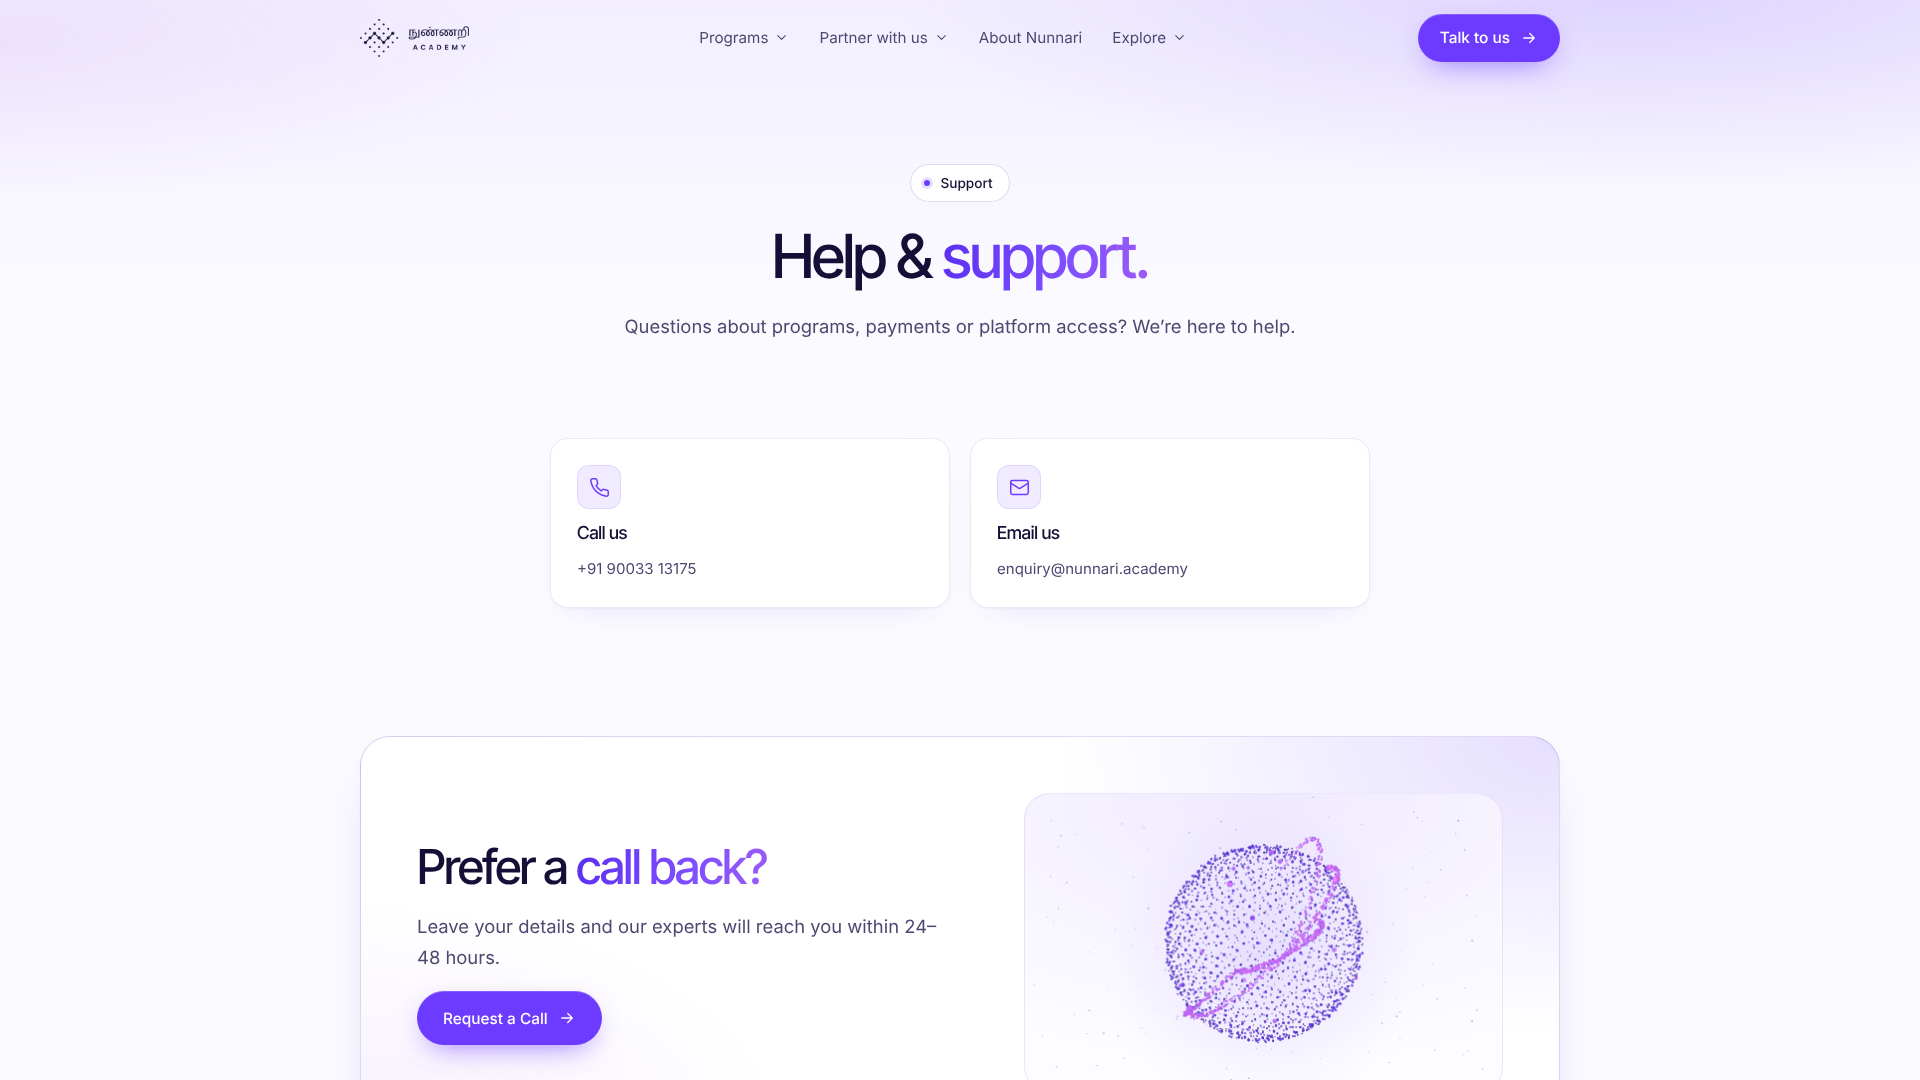 நுண்ணறி
ACADEMY
Programs
Partner with us
About Nunnari
Explore
Talk to us
Support
Help & support.
Questions about programs, payments or platform access? We’re here to help.
Call us
+91 90033 13175
Email us
enquiry@nunnari.academy
Prefer a call back?
Leave your details and our experts will reach you within 24–
48 hours.
Request a Call